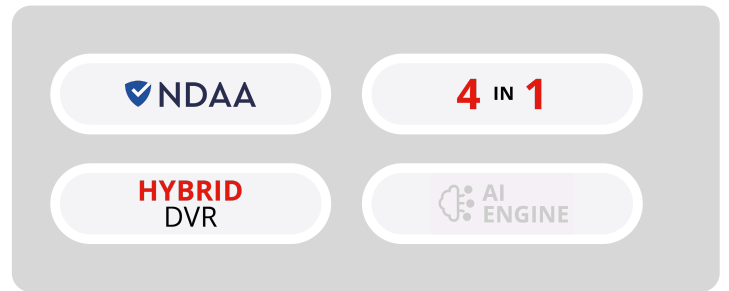 NDAA
4 IN 1
HYBRID
DVR
AI
ENGINE